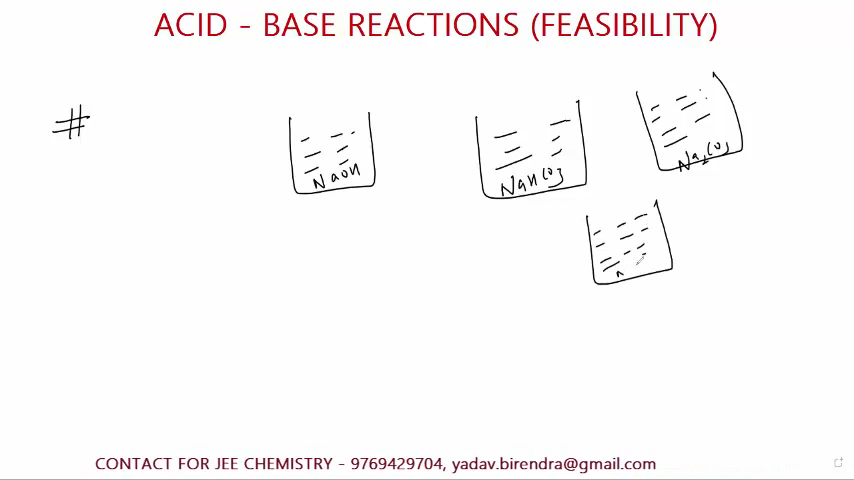 ACID - BASE REACTIONS (FEASIBILITY)
#
NaOH
NaHCO3
Na2CO3
CONTACT FOR JEE CHEMISTRY - 9769429704, yadav.birendra@gmail.com